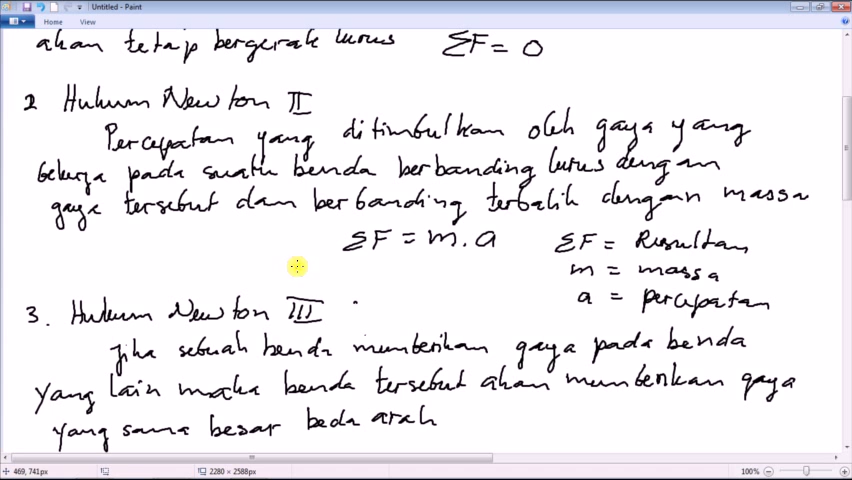 Untitled - Paint
Home View
akan tetap bergerak lurus ΣF = 0
2 Hukum Newton II
Percepatan yang ditimbulkan oleh gaya yang
bekerja pada suatu benda berbanding lurus dengan
gaya tersebut dan berbanding terbalik dengan massa
ΣF = m . a ΣF = Resultan
m = massa
a = percepatan
3. Hukum Newton III
Jika sebuah benda memberikan gaya pada benda
yang lain maka benda tersebut akan memberikan gaya
yang sama besar beda arah
469, 741px 2280 × 2588px 100%